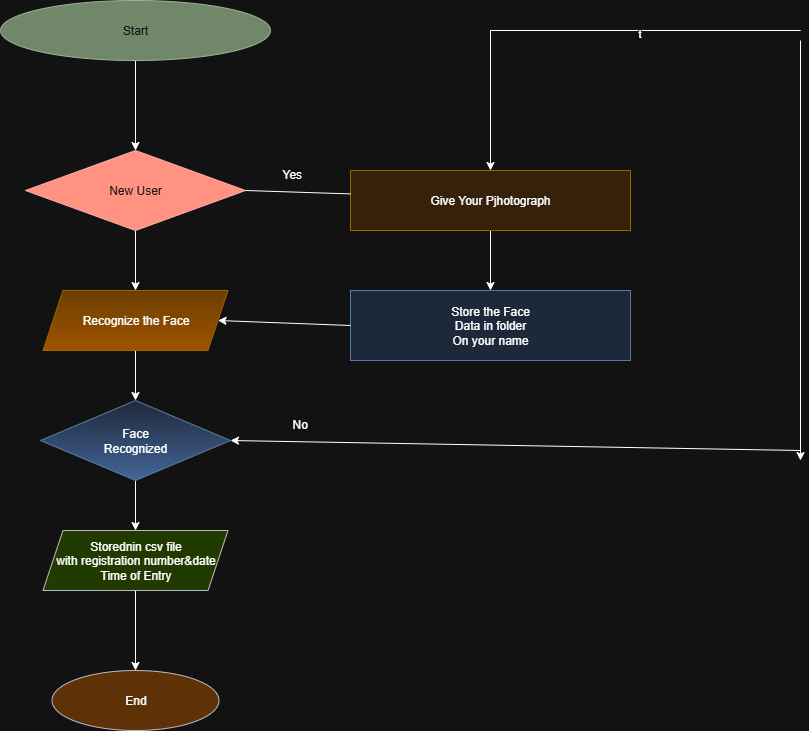 Start
t
New User
Yes
Give Your Pjhotograph
Recognize the Face
Store the Face
Data in folder
On your name
Face
Recognized
No
Storednin csv file
with registration number&date
Time of Entry
End